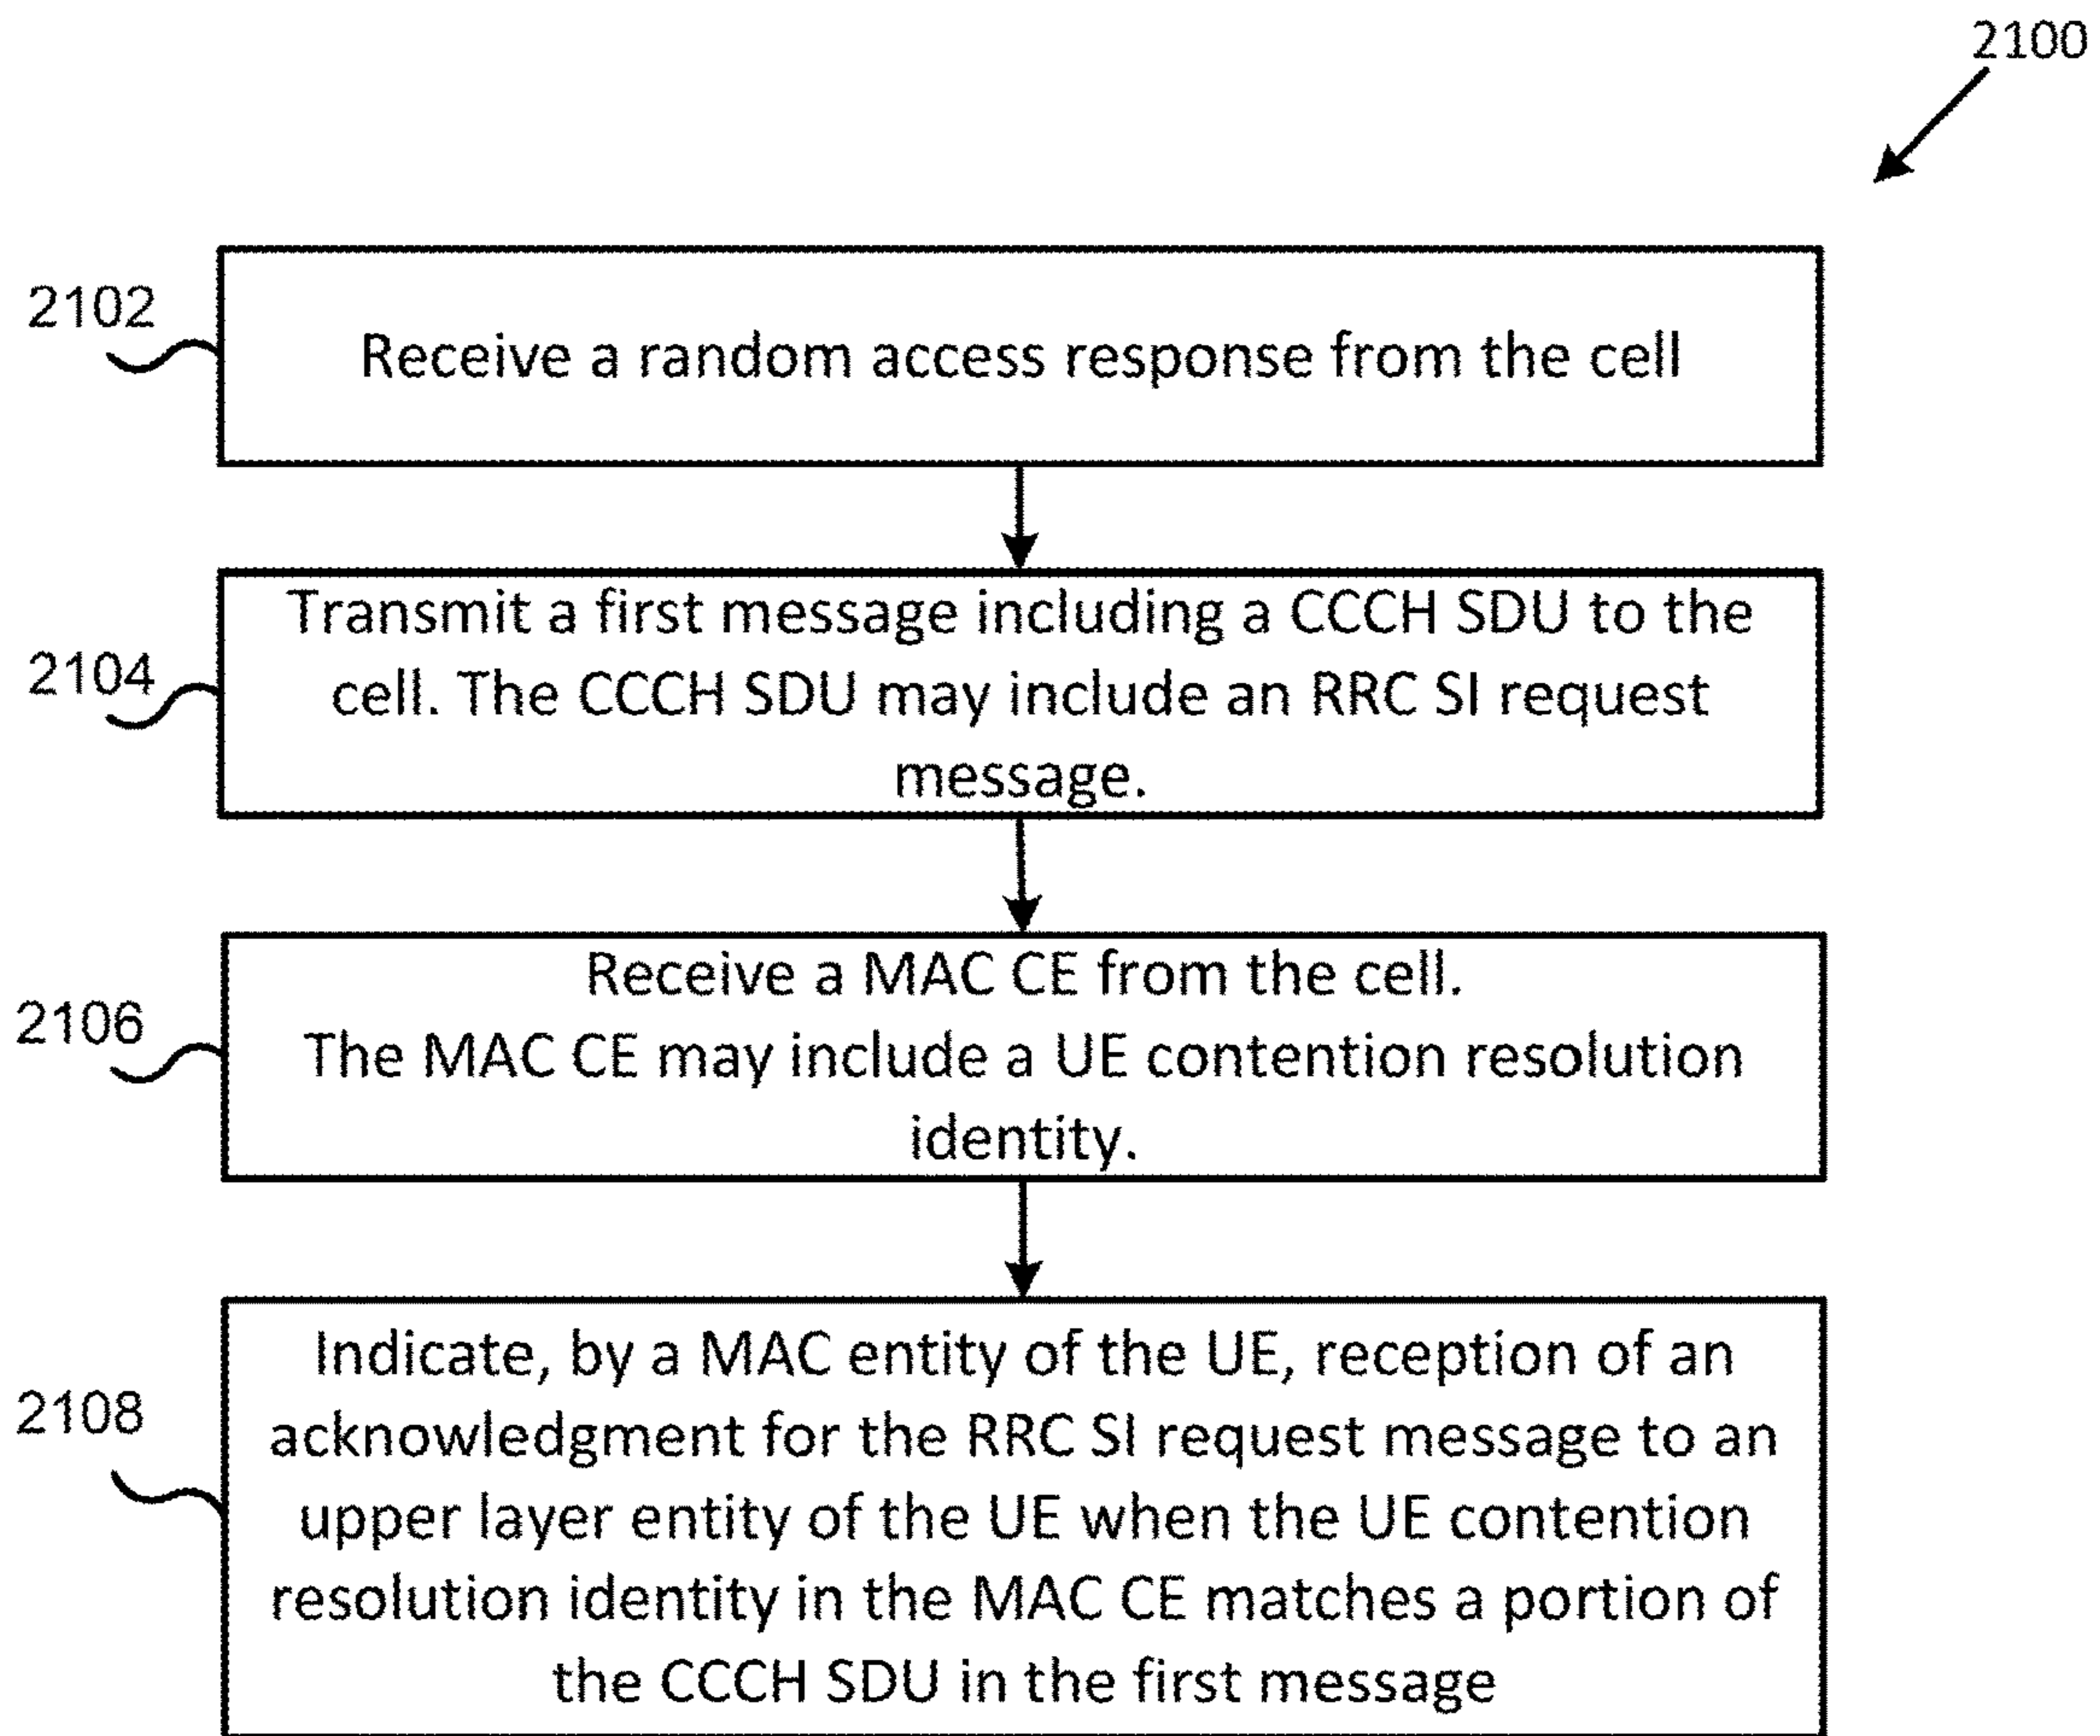 2100
2102
Receive a random access response from the cell
2104
Transmit a first message including a CCCH SDU to the
cell. The CCCH SDU may include an RRC SI request
message.
2106
Receive a MAC CE from the cell.
The MAC CE may include a UE contention resolution
identity.
2108
Indicate, by a MAC entity of the UE, reception of an
acknowledgment for the RRC SI request message to an
upper layer entity of the UE when the UE contention
resolution identity in the MAC CE matches a portion of
the CCCH SDU in the first message